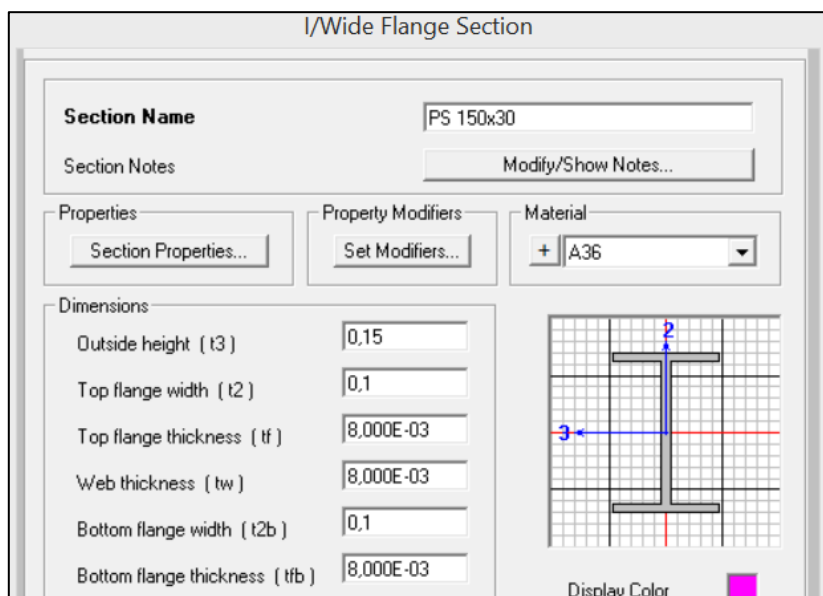 I/Wide Flange Section
Section Name PS 150x30
Section Notes Modify/Show Notes...
Properties Property Modifiers Material
Section Properties... Set Modifiers... + A36
Dimensions
Outside height ( t3 ) 0,15
Top flange width ( t2 ) 0,1
Top flange thickness ( tf ) 8,000E-03
Web thickness ( tw ) 8,000E-03
Bottom flange width ( t2b ) 0,1
Bottom flange thickness ( tfb ) 8,000E-03
2
3
Display Color